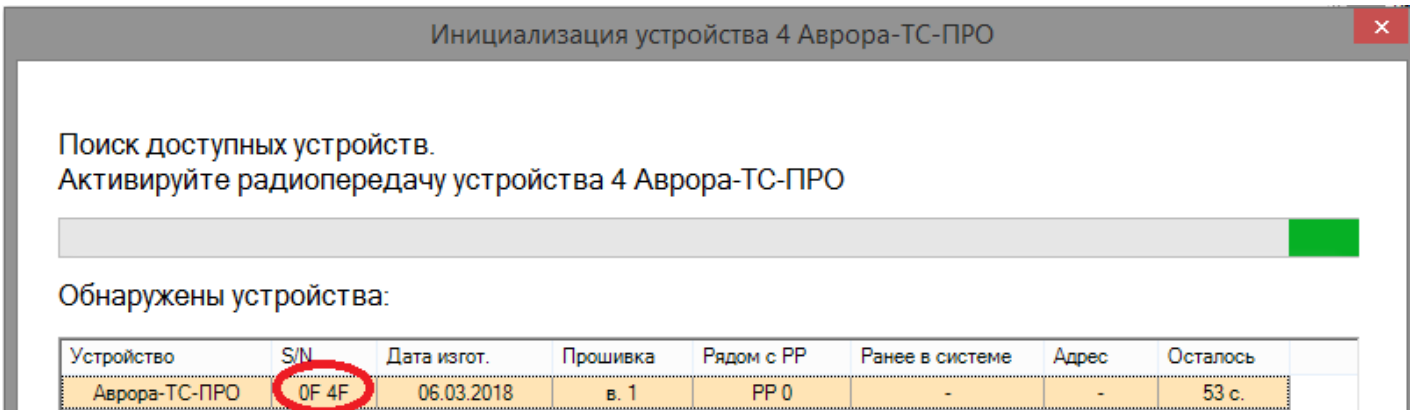 Инициализация устройства 4 Аврора-ТС-ПРО
Поиск доступных устройств.
Активируйте радиопередачу устройства 4 Аврора-ТС-ПРО
Обнаружены устройства:
Устройство S/N Дата изгот. Прошивка Рядом с РР Ранее в системе Адрес Осталось
Аврора-ТС-ПРО 0F 4F 06.03.2018 в. 1 РР 0 - - 53 с.